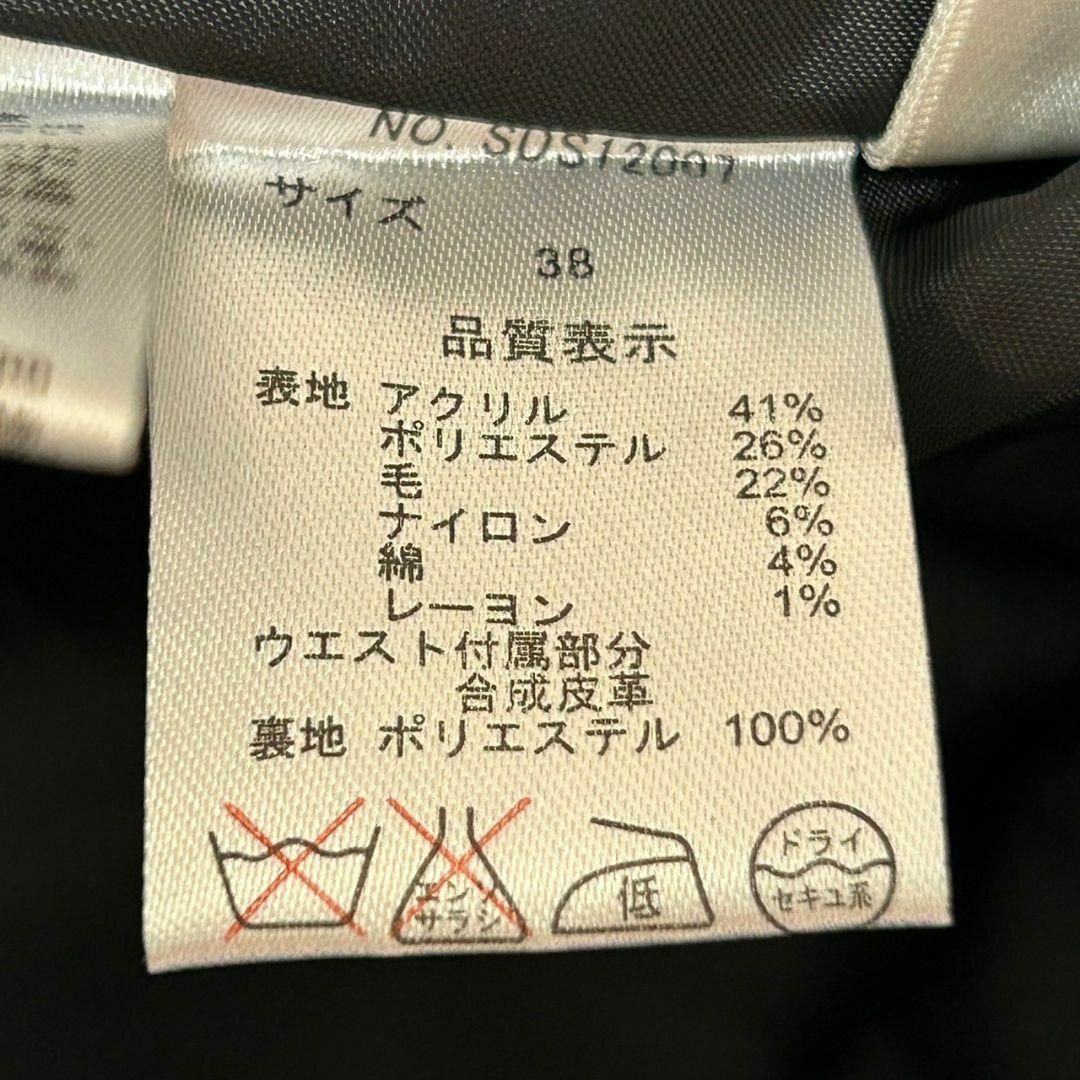 NO. SDS12007
サイズ
38
品質表示
表地 アクリル 41%
ポリエステル 26%
毛 22%
ナイロン 6%
綿 4%
レーヨン 1%
ウエスト付属部分
合成皮革
裏地 ポリエステル 100%
エンソ
サラシ
低
ドライ
セキユ系